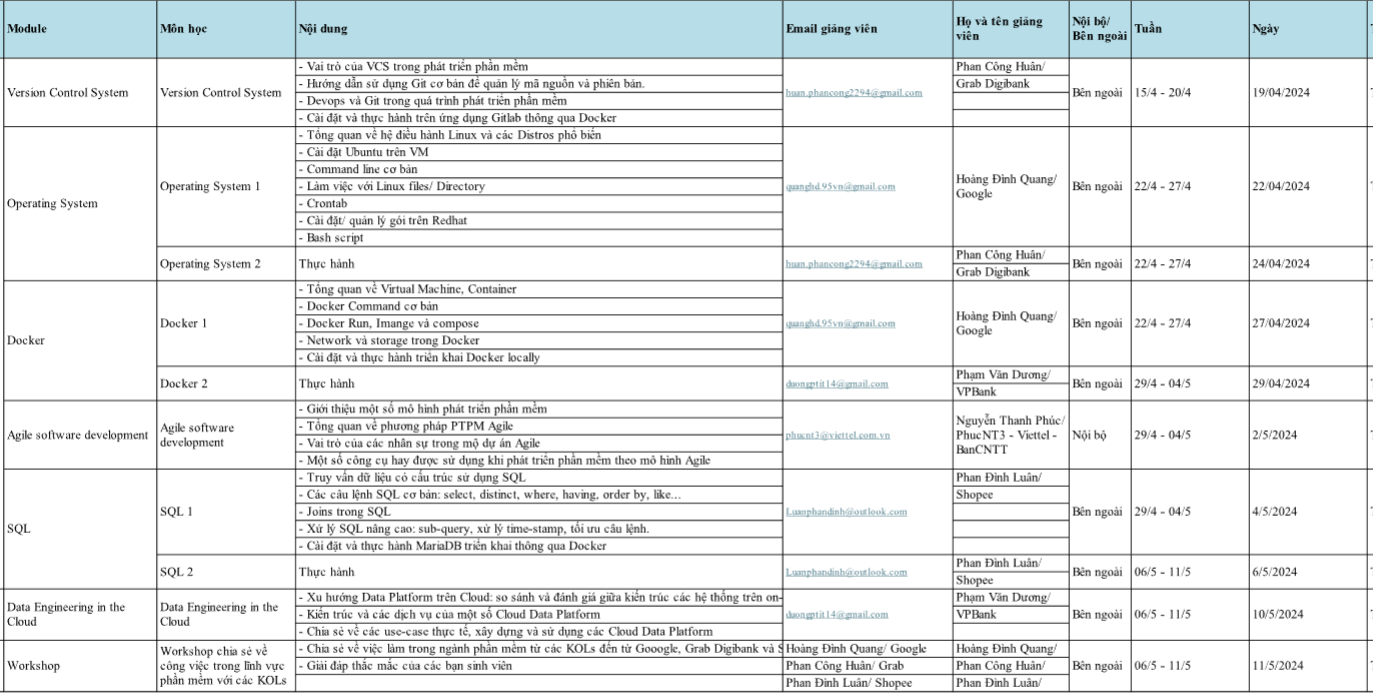 Module
Môn học
Nội dung
Email giảng viên
Họ và tên giảng
viên
Nội bộ/
Bên ngoài
Tuần
Ngày
Version Control System
Version Control System
- Vai trò của VCS trong phát triển phần mềm
- Hướng dẫn sử dụng Git cơ bản để quản lý mã nguồn và phiên bản.
- Devops và Git trong quá trình phát triển phần mềm
- Cài đặt và thực hành trên ứng dụng Gitlab thông qua Docker
huan.phancong2294@gmail.com
Phan Công Huân/
Grab Digibank
Bên ngoài
15/4 - 20/4
19/04/2024
Operating System
Operating System 1
- Tổng quan về hệ điều hành Linux và các Distros phổ biến
- Cài đặt Ubuntu trên VM
- Command line cơ bản
- Làm việc với Linux files/ Directory
- Crontab
- Cài đặt/ quản lý gói trên Redhat
- Bash script
quanghd.95vn@gmail.com
Hoàng Đình Quang/
Google
Bên ngoài
22/4 - 27/4
22/04/2024
Operating System 2
Thực hành
huan.phancong2294@gmail.com
Phan Công Huân/
Grab Digibank
Bên ngoài
22/4 - 27/4
24/04/2024
Docker
Docker 1
- Tổng quan về Virtual Machine, Container
- Docker Command cơ bản
- Docker Run, Imange và compose
- Network và storage trong Docker
- Cài đặt và thực hành triển khai Docker locally
quanghd.95vn@gmail.com
Hoàng Đình Quang/
Google
Bên ngoài
22/4 - 27/4
27/04/2024
Docker 2
Thực hành
duongptit14@gmail.com
Phạm Văn Dương/
VPBank
Bên ngoài
29/4 - 04/5
29/04/2024
Agile software development
Agile software
development
- Giới thiệu một số mô hình phát triển phần mềm
- Tổng quan về phương pháp PTPM Agile
- Vai trò của các nhân sự trong mộ dự án Agile
- Một số công cụ hay được sử dụng khi phát triển phần mềm theo mô hình Agile
phucnt3@viettel.com.vn
Nguyễn Thanh Phúc/
PhucNT3 - Viettel -
BanCNTT
Nội bộ
29/4 - 04/5
2/5/2024
SQL
SQL 1
- Truy vấn dữ liệu có cấu trúc sử dụng SQL
- Các câu lệnh SQL cơ bản: select, distinct, where, having, order by, like...
- Joins trong SQL
- Xử lý SQL nâng cao: sub-query, xử lý time-stamp, tối ưu câu lệnh.
- Cài đặt và thực hành MariaDB triển khai thông qua Docker
Luanphandinh@outlook.com
Phan Đình Luân/
Shopee
Bên ngoài
29/4 - 04/5
4/5/2024
SQL 2
Thực hành
Luanphandinh@outlook.com
Phan Đình Luân/
Shopee
Bên ngoài
06/5 - 11/5
6/5/2024
Data Engineering in the
Cloud
Data Engineering in the
Cloud
- Xu hướng Data Platform trên Cloud: so sánh và đánh giá giữa kiến trúc các hệ thống trên on-
- Kiến trúc và các dịch vụ của một số Cloud Data Platform
- Chia sẻ về các use-case thực tế, xây dựng và sử dụng các Cloud Data Platform
duongptit14@gmail.com
Phạm Văn Dương/
VPBank
Bên ngoài
06/5 - 11/5
10/5/2024
Workshop
Workshop chia sẻ về
công việc trong lĩnh vực
phần mềm với các KOLs
- Chia sẻ về việc làm trong ngành phần mềm từ các KOLs đến từ Gooogle, Grab Digibank và S
- Giải đáp thắc mắc của các bạn sinh viên
Hoàng Đình Quang/ Google
Phan Công Huân/ Grab
Phan Đình Luân/ Shopee
Hoàng Đình Quang/
Phan Công Huân/
Phan Đình Luân/
Bên ngoài
06/5 - 11/5
11/5/2024